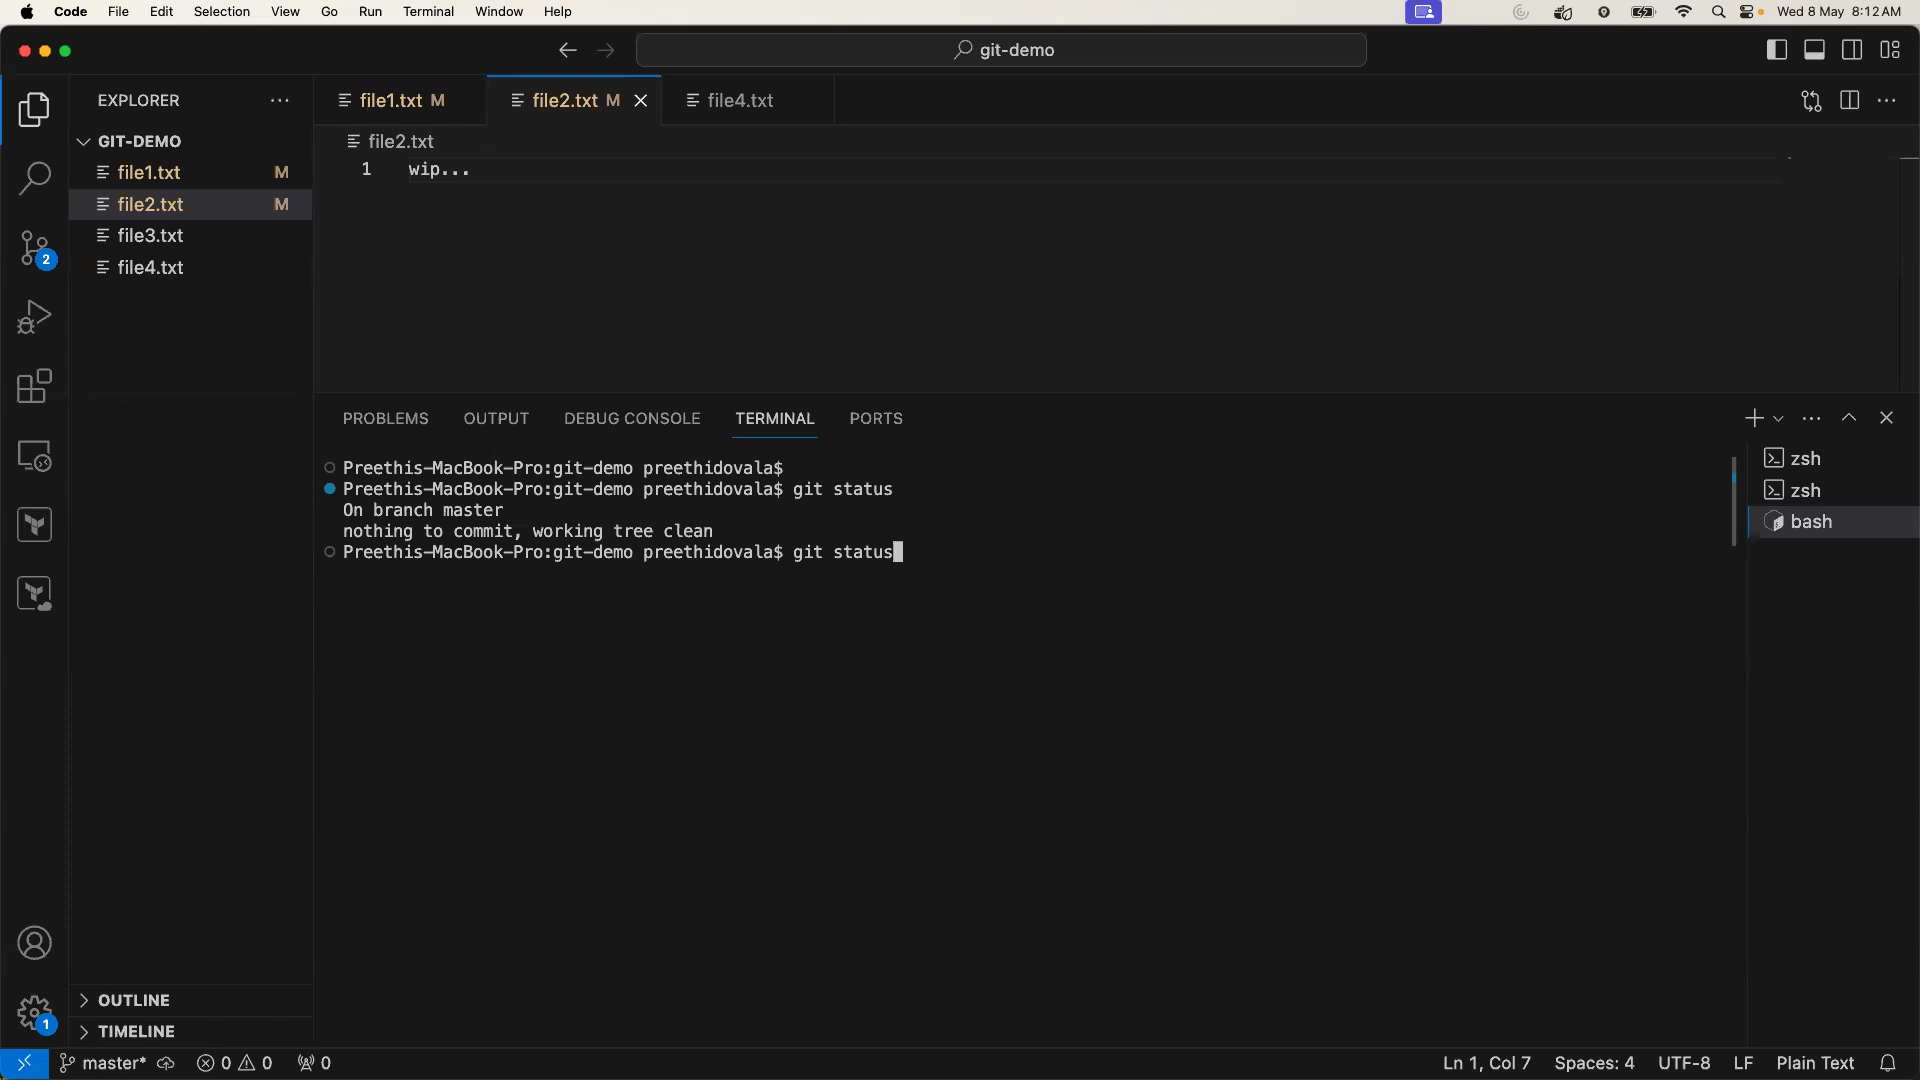 Code File Edit Selection View Go Run Terminal Window Help Wed 8 May 8:12 AM
git-demo
EXPLORER
GIT-DEMO
file1.txt M
file2.txt M
file3.txt
file4.txt
2
file1.txt M file2.txt M file4.txt
file2.txt
1 wip...
PROBLEMS OUTPUT DEBUG CONSOLE TERMINAL PORTS
Preethis-MacBook-Pro:git-demo preethidovala$
Preethis-MacBook-Pro:git-demo preethidovala$ git status
On branch master
nothing to commit, working tree clean
Preethis-MacBook-Pro:git-demo preethidovala$ git status
zsh
zsh
bash
OUTLINE
TIMELINE
1
master* 0 0 0 Ln 1, Col 7 Spaces: 4 UTF-8 LF Plain Text